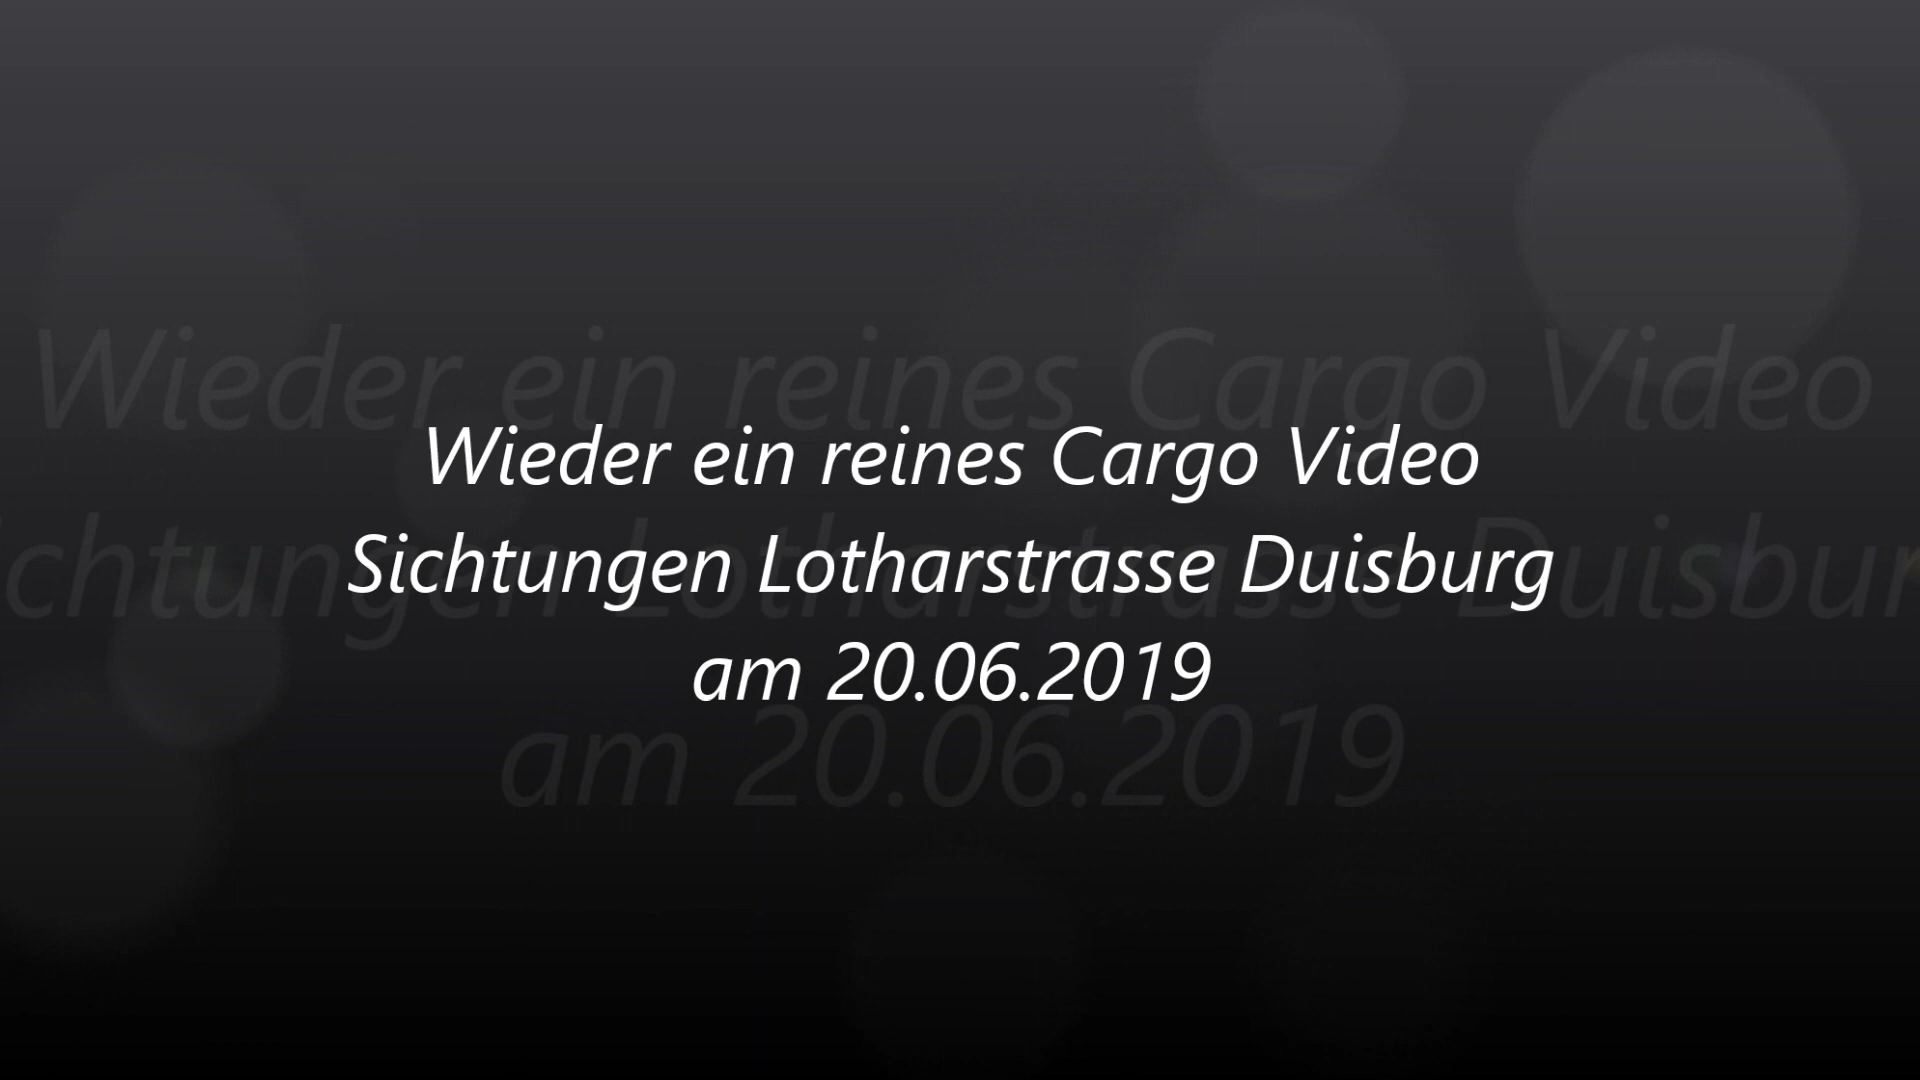 Wieder ein reines Cargo Video
Sichtungen Lotharstrasse Duisburg
am 20.06.2019